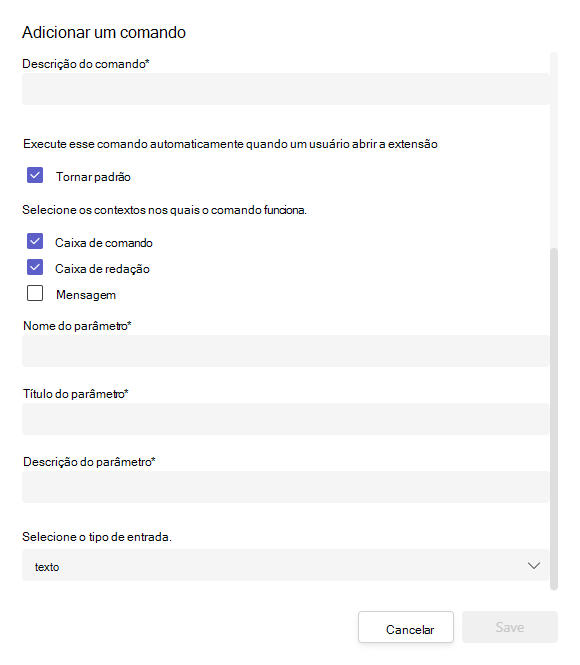 Adicionar um comando
Descrição do comando*
Execute esse comando automaticamente quando um usuário abrir a extensão
Tornar padrão
Selecione os contextos nos quais o comando funciona.
Caixa de comando
Caixa de redação
Mensagem
Nome do parâmetro*
Título do parâmetro*
Descrição do parâmetro*
Selecione o tipo de entrada.
texto
Cancelar
Save